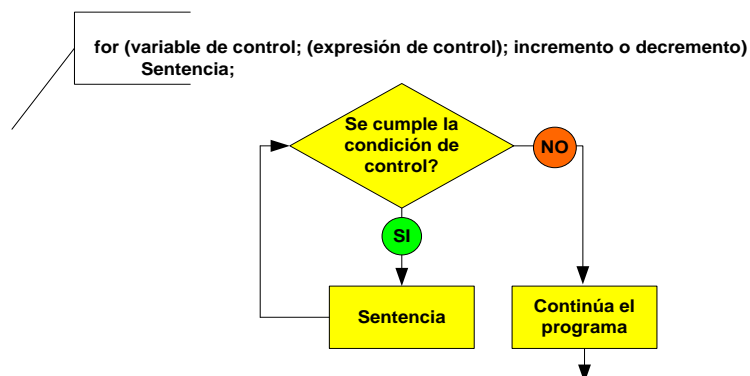 for (variable de control; (expresión de control); incremento o decremento)
Sentencia;
Se cumple la
condición de
control?
NO
SI
Sentencia
Continúa el
programa